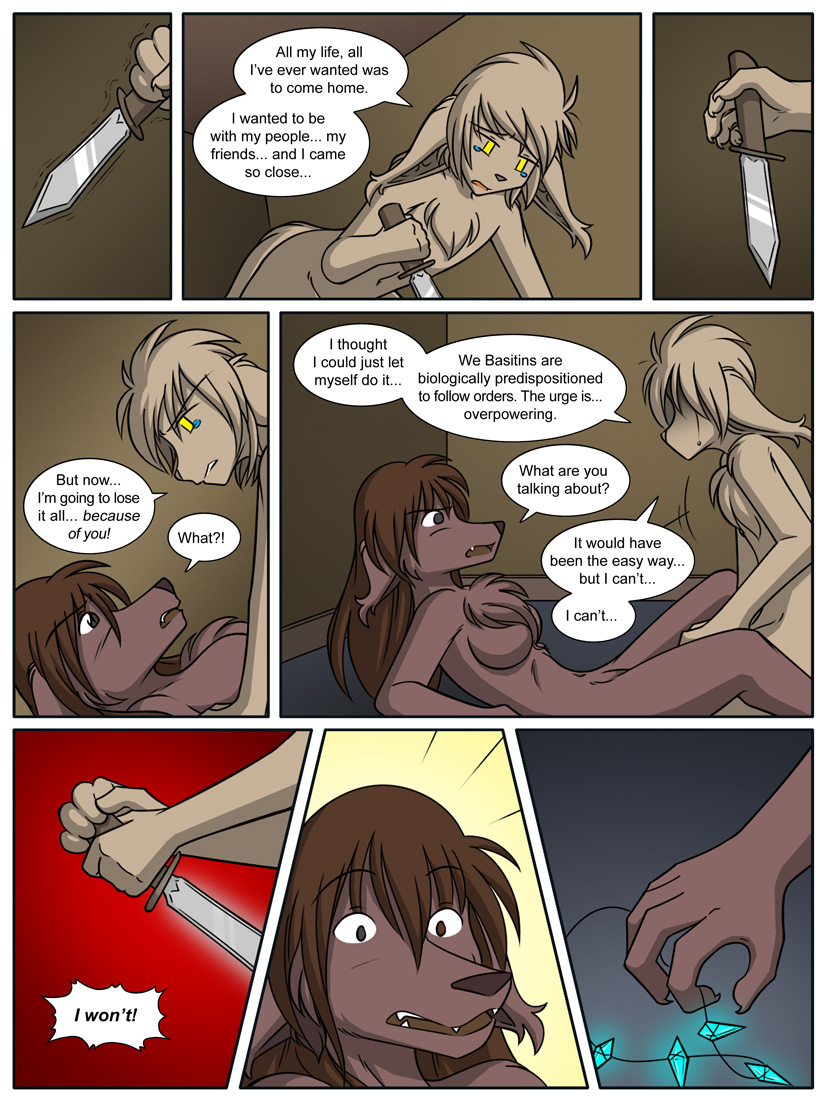 All my life, all
I've ever wanted was
to come home.
I wanted to be
with my people... my
friends... and I came
so close...
But now...
I'm going to lose
it all... because
of you!
What?!
I thought
I could just let
myself do it...
We Basitins are
biologically predispositioned
to follow orders. The urge is...
overpowering.
What are you
talking about?
It would have
been the easy way...
but I can't...
I can't...
I won't!